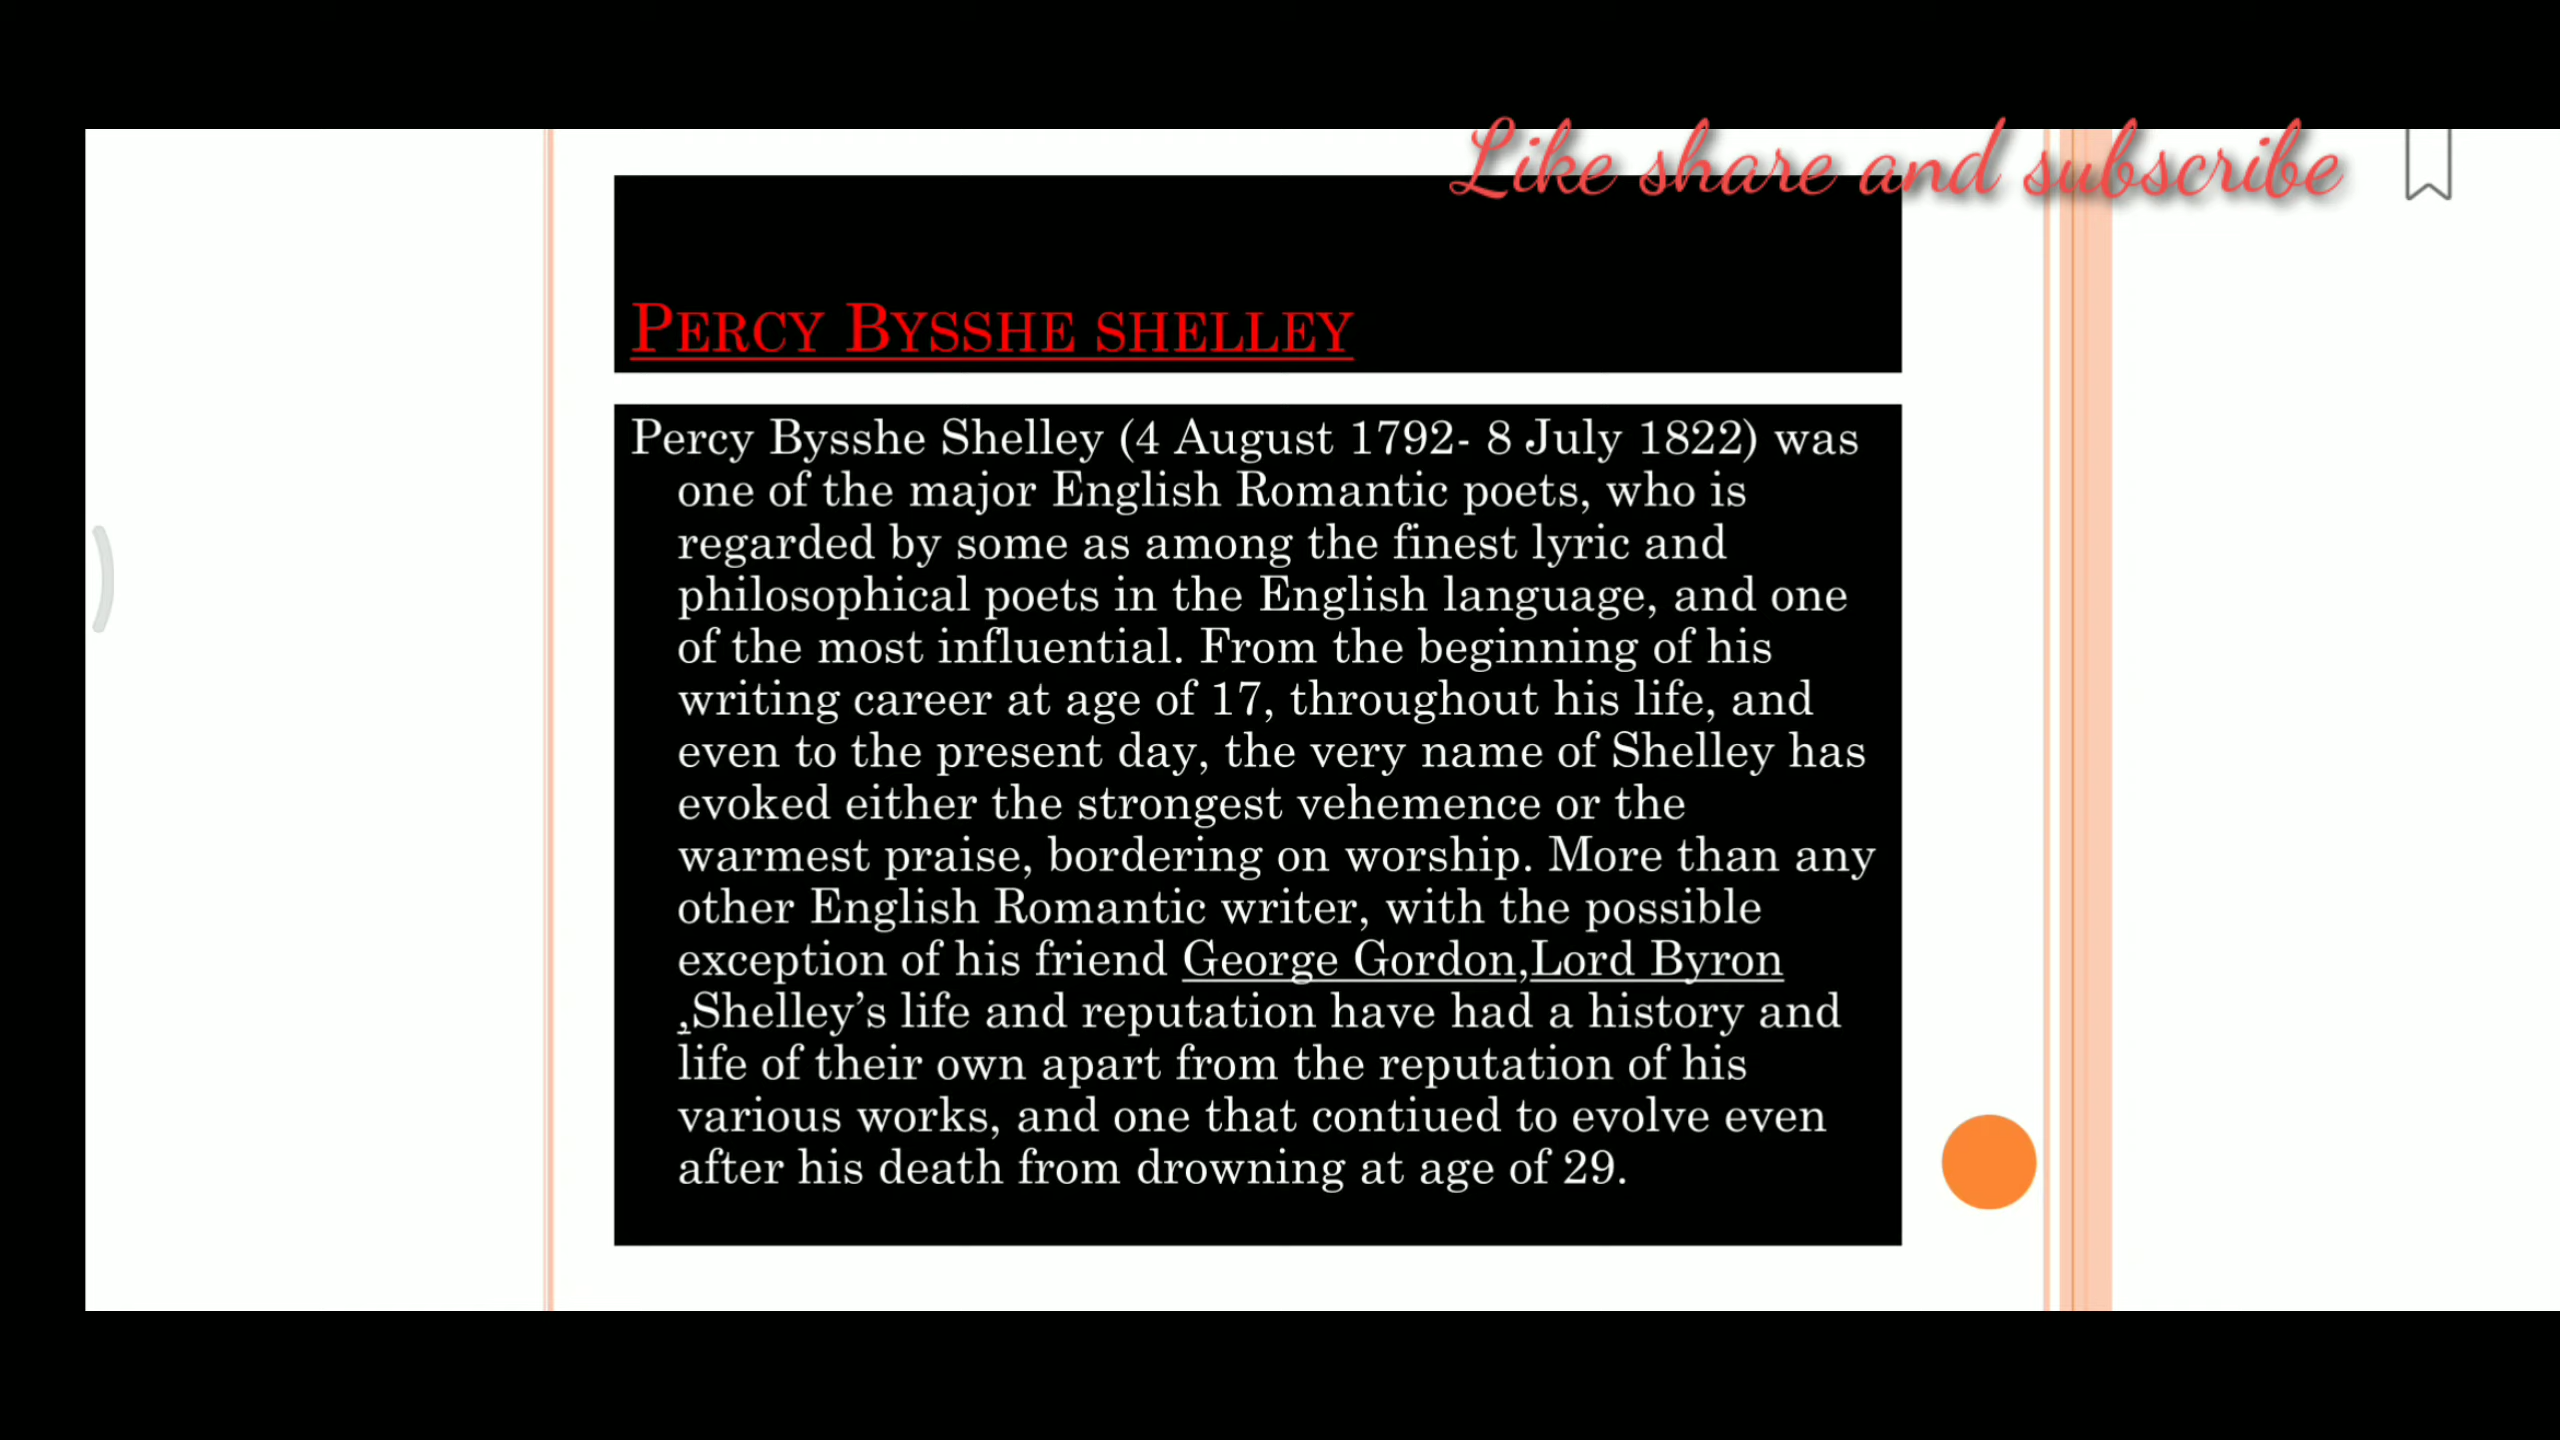 Like share and subscribe
PERCY BYSSHE SHELLEY
Percy Bysshe Shelley (4 August 1792- 8 July 1822) was
one of the major English Romantic poets, who is
regarded by some as among the finest lyric and
philosophical poets in the English language, and one
of the most influential. From the beginning of his
writing career at age of 17, throughout his life, and
even to the present day, the very name of Shelley has
evoked either the strongest vehemence or the
warmest praise, bordering on worship. More than any
other English Romantic writer, with the possible
exception of his friend George Gordon,Lord Byron
,Shelley’s life and reputation have had a history and
life of their own apart from the reputation of his
various works, and one that contiued to evolve even
after his death from drowning at age of 29.